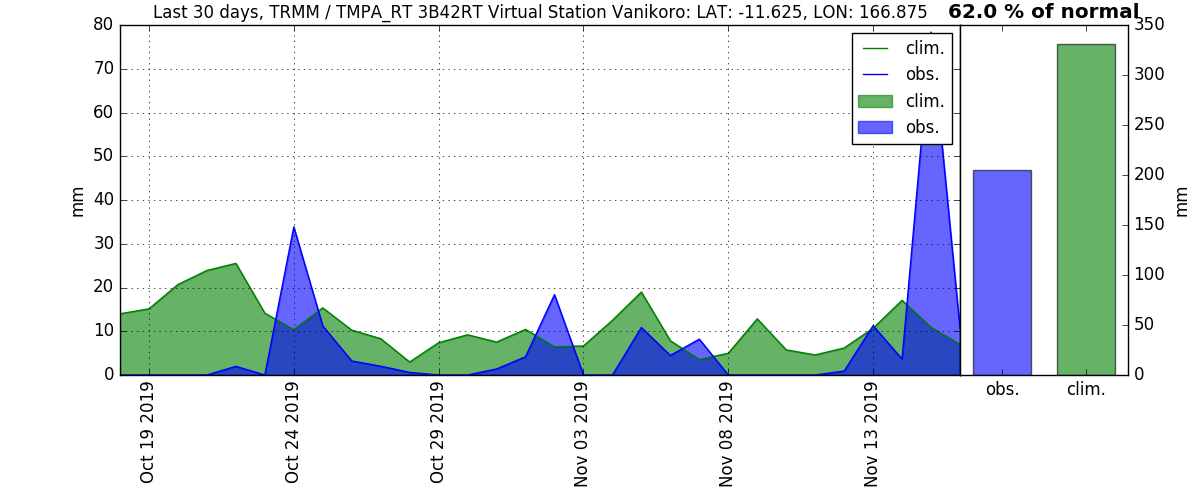 Last 30 days, TRMM / TMPA_RT 3B42RT Virtual Station Vanikoro: LAT: -11.625, LON: 166.875
62.0 % of normal
80
70
60
50
40
30
20
10
0
mm
clim.
obs.
clim.
obs.
Oct 19 2019
Oct 24 2019
Oct 29 2019
Nov 03 2019
Nov 08 2019
Nov 13 2019
350
300
250
200
150
100
50
0
mm
obs.
clim.